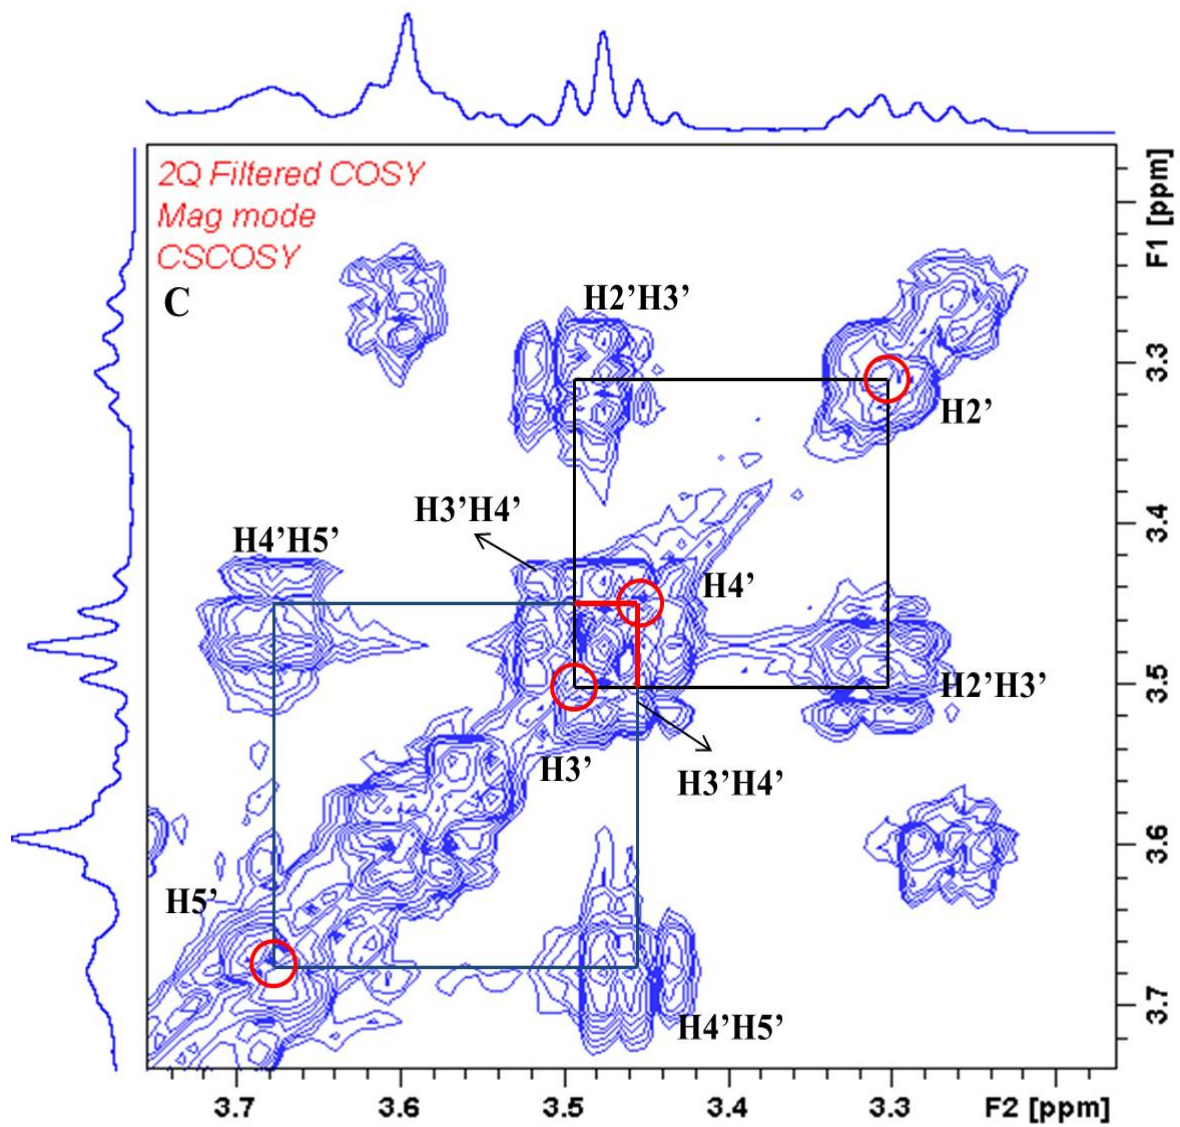 2Q Filtered COSY
Mag mode
CSCOSY
C
H2’H3’
H2’
H3’H4’
H4’H5’
H4’
H2’H3’
H3’
H3’H4’
H5’
H4’H5’
F1 [ppm]
3.3
3.4
3.5
3.6
3.7
3.7 3.6 3.5 3.4 3.3 F2 [ppm]